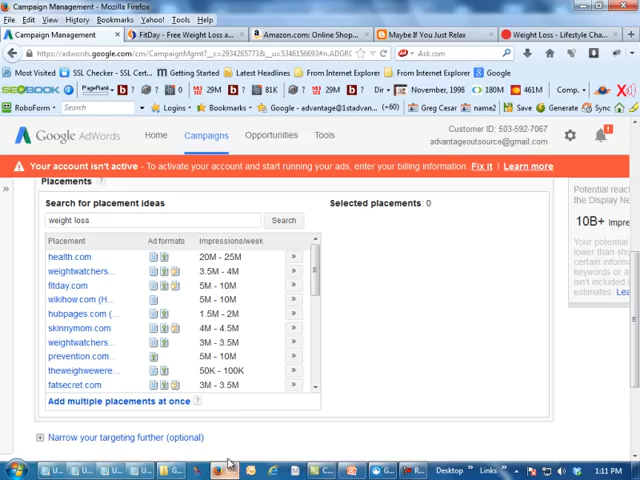 Campaign Management - Mozilla Firefox
File Edit View History Bookmarks Yahoo! Tools Help
Campaign Management
FitDay - Free Weight Loss a...
Amazon.com: Online Shop...
Maybe If You Just Relax
Weight Loss - Lifestyle Cha...
https://adwords.google.com/cm/CampaignMgmt?_c=2934265773&_u=5346156693#n.ADGRO
Ask.com
Most Visited SSL Checker - SSL Cert... Getting Started Latest Headlines From Internet Explorer From Internet Explorer Google
SEOBOOK PageRank ? 29M ? 81K ? Dir November, 1998 180M 461M Comp.
RoboForm Search Logins Bookmarks Google - advantage@1stadvan... Greg Cesar name2 Save Generate Sync
Google AdWords
Home Campaigns Opportunities Tools
Customer ID: 503-592-7067
advantageoutsource@gmail.com
Your account isn't active - To activate your account and start running your ads, enter your billing information. Fix it | Learn more
Placements ?
Search for placement ideas
Selected placements: 0
weight loss
Search
Placement Ad formats Impressions/week
health.com 20M - 25M »
weightwatchers... 3.5M - 4M »
fitday.com 5M - 10M »
wikihow.com (H... 5M - 10M »
hubpages.com (... 1.5M - 2M »
skinnymom.com 4M - 4.5M »
weightwatchers... 3M - 3.5M »
prevention.com... 5M - 10M »
theweighwewere... 50K - 100K »
fatsecret.com 3M - 3.5M »
Add multiple placements at once ?
Narrow your targeting further (optional)
Potential reac
the Display Ne
10B+ Impre
Your potential
lower than show
certain targetin
keywords or a
isn't included i
estimates. Lea
U... U... U... U... G... C... G... R... Desktop Links 1:11 PM